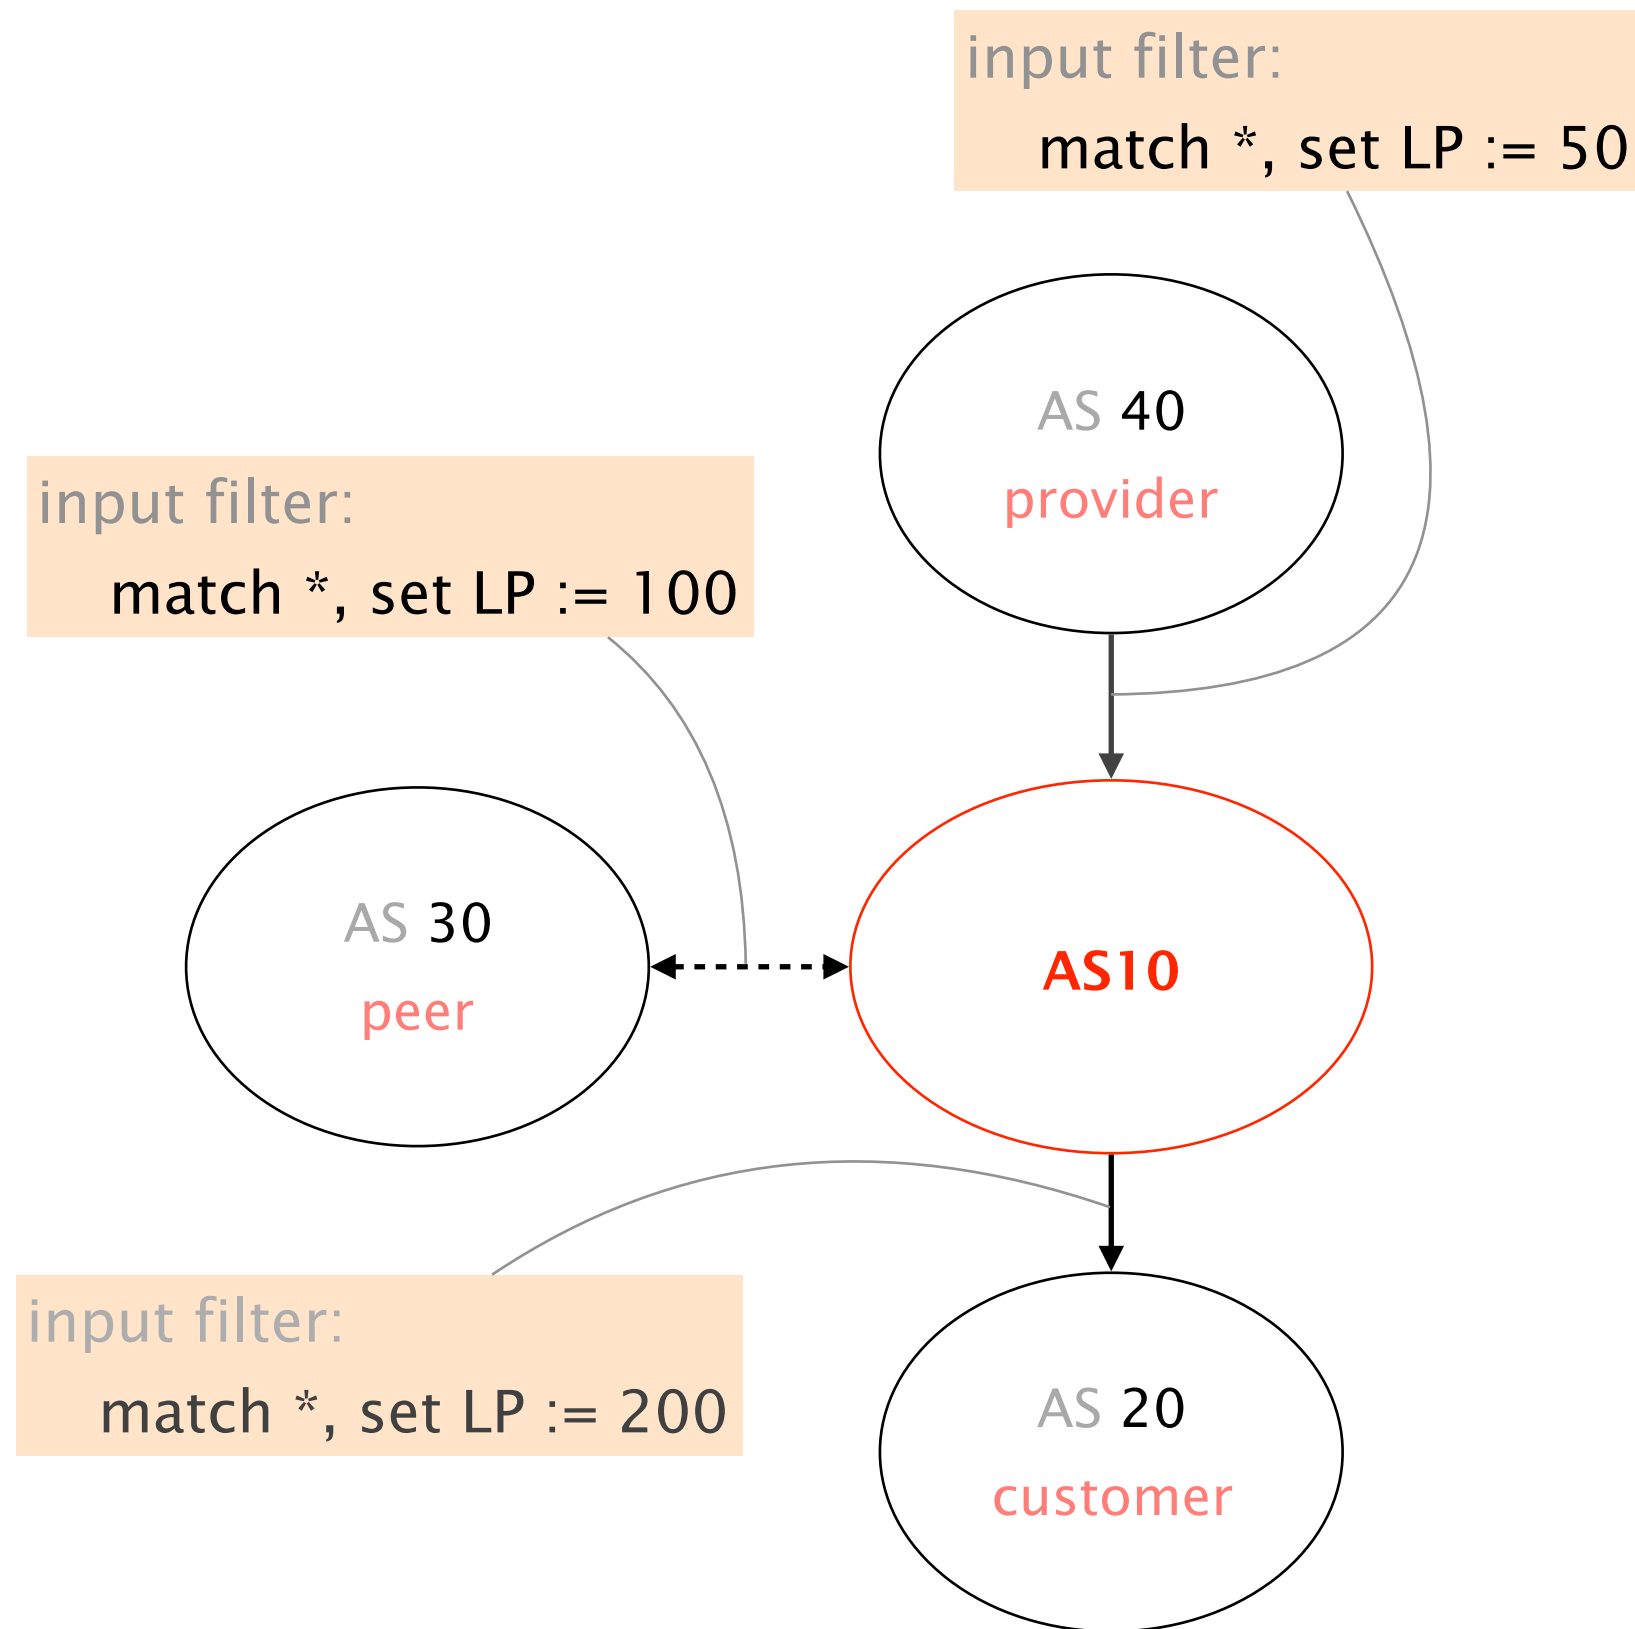 input filter:
match *, set LP := 50
AS 40
provider
input filter:
match *, set LP := 100
AS 30
peer
AS10
input filter:
match *, set LP := 200
AS 20
customer